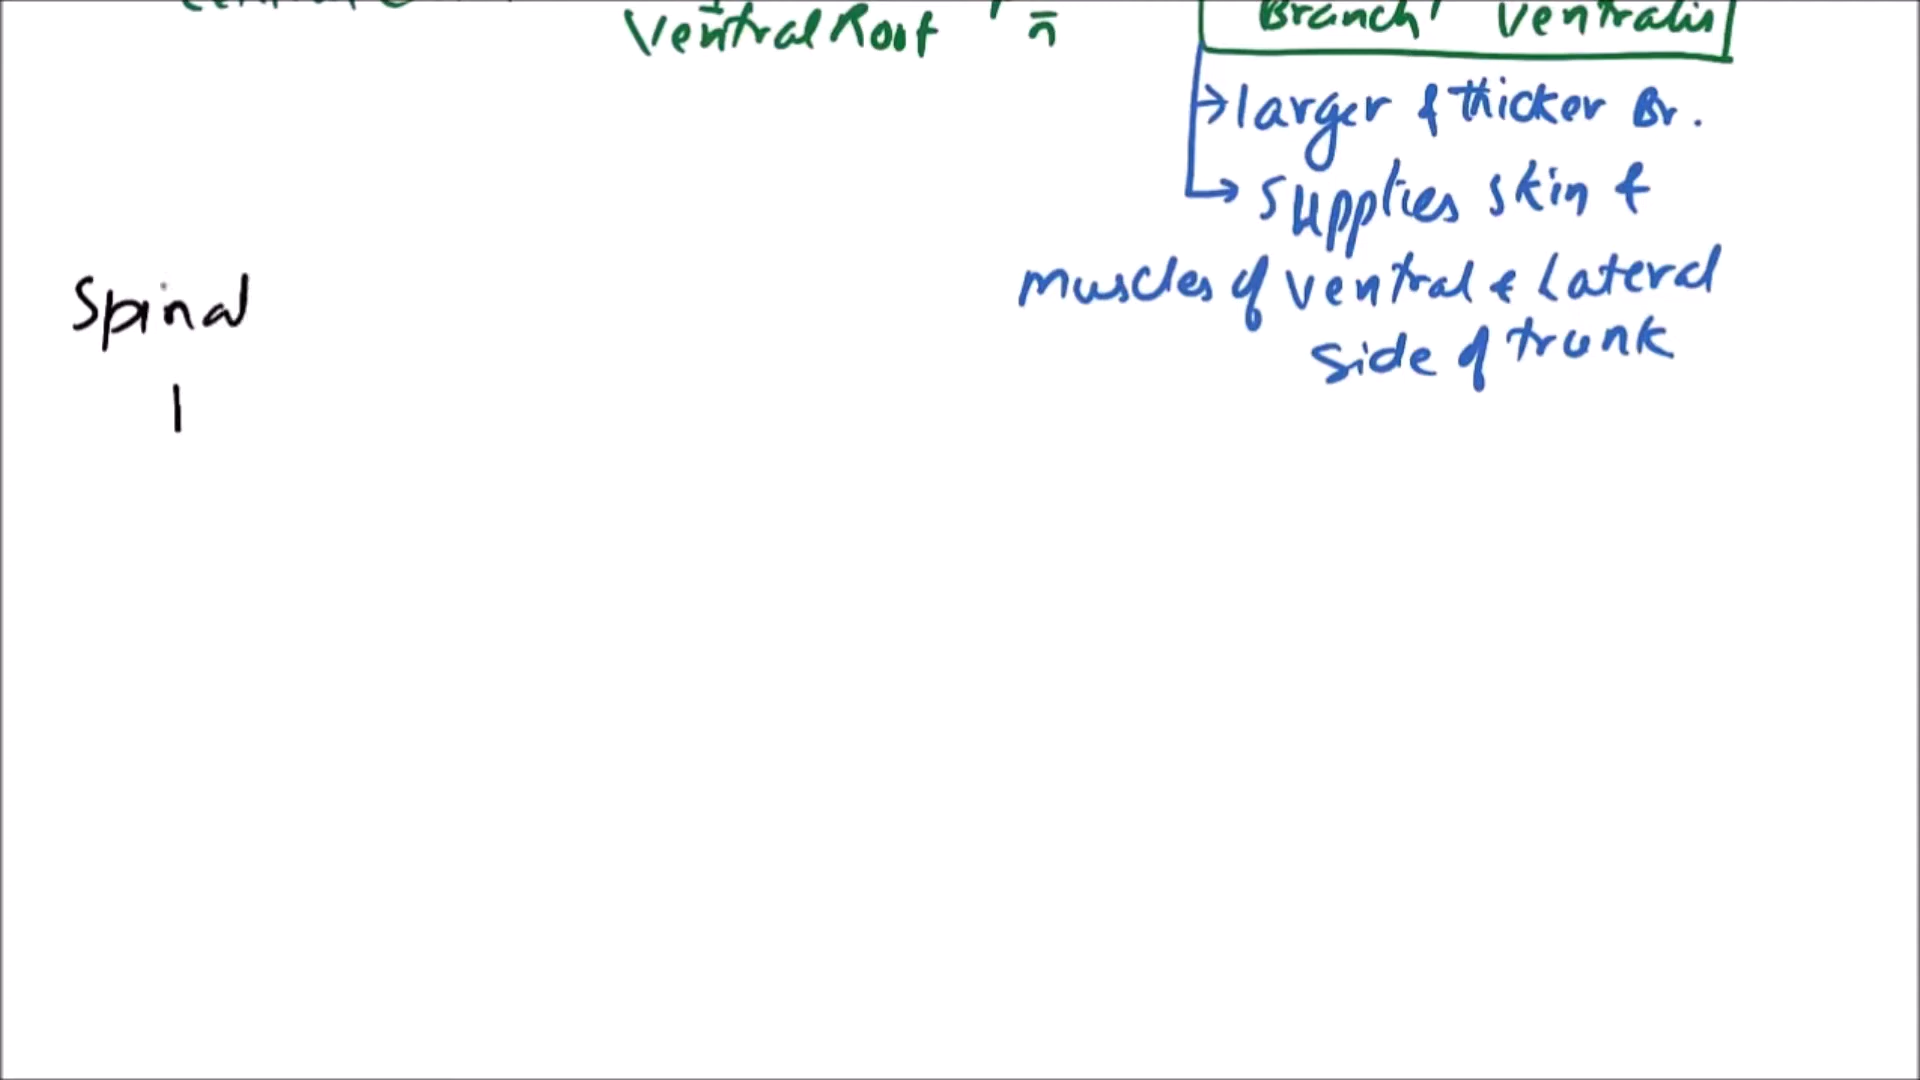 Ventral Root n̄
Branch' Ventralis
→ larger & thicker Br.
→ Supplies skin &
muscles of ventral & Lateral
side of trunk
Spinal
|